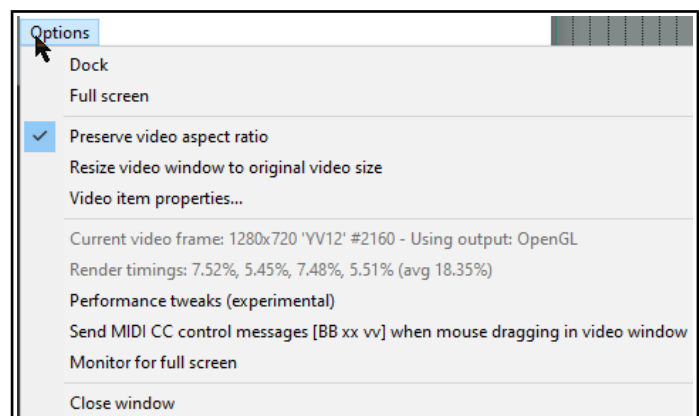 Options
Dock
Full screen
Preserve video aspect ratio
Resize video window to original video size
Video item properties...
Current video frame: 1280x720 'YV12' #2160 - Using output: OpenGL
Render timings: 7.52%, 5.45%, 7.48%, 5.51% (avg 18.35%)
Performance tweaks (experimental)
Send MIDI CC control messages [BB xx vv] when mouse dragging in video window
Monitor for full screen
Close window